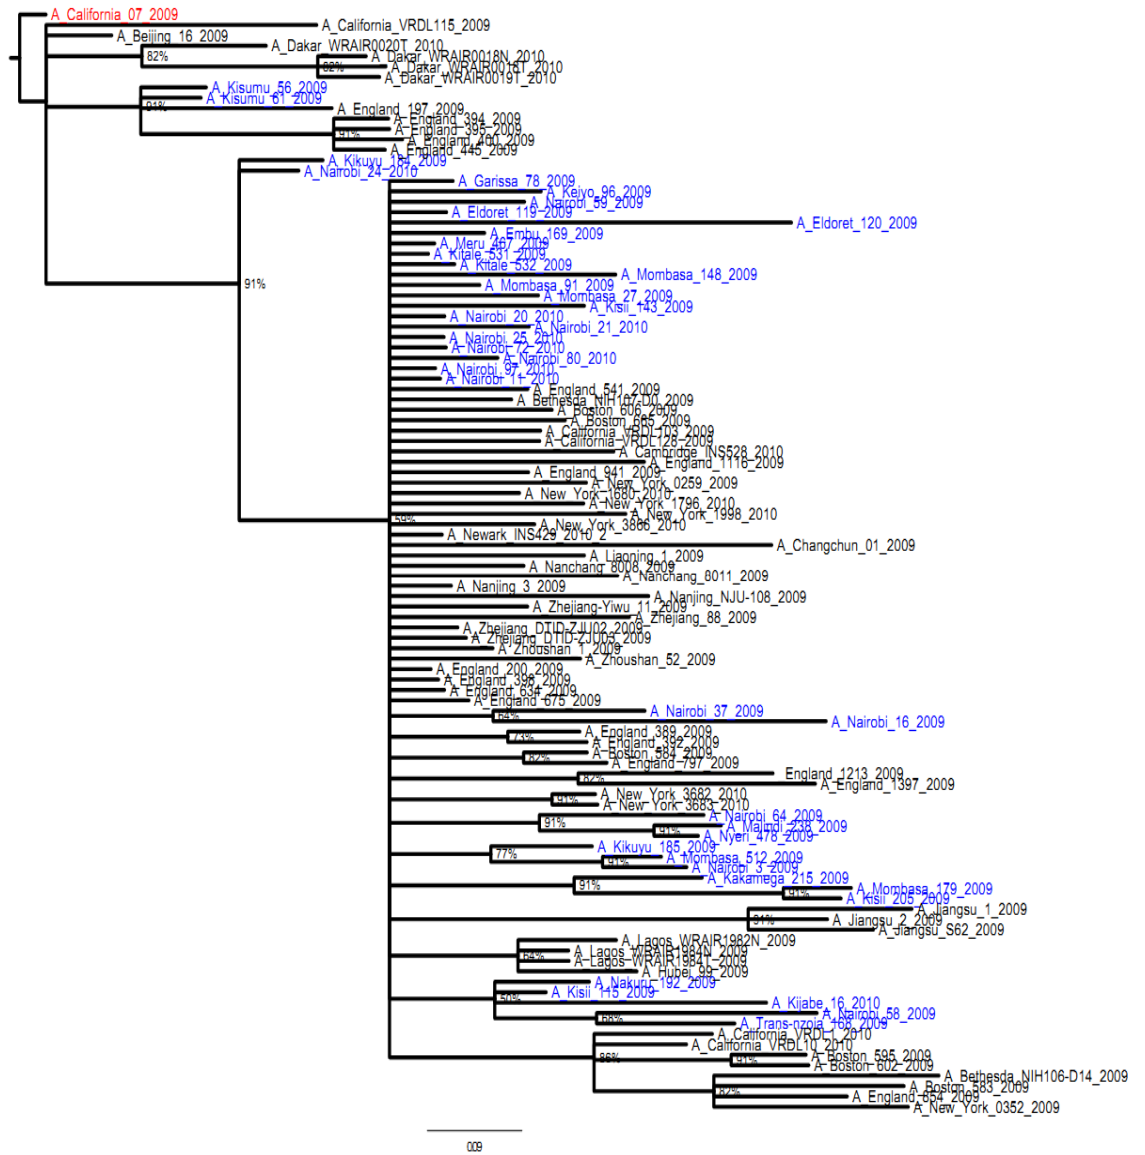 A_California_07_2009
A_California_VRDL115_2009
A_Beijing_16_2009
A_Dakar_WRAIR0020T_2010
82%
A_Dakar_WRAIR0018N_2010
82%
A_Dakar_WRAIR0018T_2010
A_Dakar_WRAIR0019T_2010
A_Kisumu_56_2009
A_Kisumu_61_2009
91%
A_England_197_2009
A_England_394_2009
A_England_395_2009
91%
A_England_400_2009
A_England_445_2009
A_Kikuyu_184_2009
A_Nairobi_24_2010
A_Garissa_78_2009
A_Keiyo_96_2009
A_Nairobi_59_2009
A_Eldoret_119_2009
A_Eldoret_120_2009
A_Embu_169_2009
A_Meru_467_2009
A_Kitale_531_2009
A_Kitale_532_2009
A_Mombasa_148_2009
91%
A_Mombasa_91_2009
A_Mombasa_27_2009
A_Kisii_143_2009
A_Nairobi_20_2010
A_Nairobi_21_2010
A_Nairobi_25_2010
A_Nairobi_72_2010
A_Nairobi_80_2010
A_Nairobi_97_2010
A_Nairobi_11_2010
A_England_541_2009
A_Bethesda_NIH107-D0_2009
A_Boston_606_2009
A_Boston_665_2009
A_California_VRDL103_2009
A_California_VRDL128_2009
A_Cambridge_INS528_2010
A_England_1116_2009
A_England_941_2009
A_New_York_0259_2009
A_New_York_1680_2010
A_New_York_1796_2010
A_New_York_1998_2010
59%
A_New_York_3866_2010
A_Newark_INS429_2010_2
A_Changchun_01_2009
A_Liaoning_1_2009
A_Nanchang_8008_2009
A_Nanchang_8011_2009
A_Nanjing_3_2009
A_Nanjing_NJU-108_2009
A_Zhejiang-Yiwu_11_2009
A_Zhejiang_88_2009
A_Zhejiang_DTID-ZJU02_2009
A_Zhejiang_DTID-ZJU03_2009
A_Zhoushan_1_2009
A_Zhoushan_52_2009
A_England_200_2009
A_England_398_2009
A_England_634_2009
A_England_675_2009
A_Nairobi_37_2009
64%
A_Nairobi_16_2009
A_England_389_2009
73%
A_England_392_2009
A_Boston_584_2009
82%
A_England_797_2009
England_1213_2009
82%
A_England_1397_2009
A_New_York_3682_2010
91%
A_New_York_3683_2010
A_Nairobi_64_2009
91%
A_Malindi_238_2009
91%
A_Nyeri_478_2009
A_Kikuyu_185_2009
77%
A_Mombasa_512_2009
91%
A_Nairobi_3_2009
A_Kakamega_215_2009
91%
A_Mombasa_179_2009
91%
A_Kisii_205_2009
A_Jiangsu_1_2009
91%
A_Jiangsu_2_2009
A_Jiangsu_S62_2009
A_Lagos_WRAIR1982N_2009
A_Lagos_WRAIR1984N_2009
64%
A_Lagos_WRAIR1984T_2009
A_Hubei_99_2009
A_Nakuru_192_2009
A_Kisii_115_2009
50%
A_Kijabe_16_2010
A_Nairobi_58_2009
68%
A_Trans-nzoia_168_2009
A_California_VRDL1_2010
A_California_VRDL10_2010
86%
A_Boston_595_2009
91%
A_Boston_602_2009
A_Bethesda_NIH106-D14_2009
A_Boston_583_2009
82%
A_England_654_2009
A_New_York_0352_2009
0.09